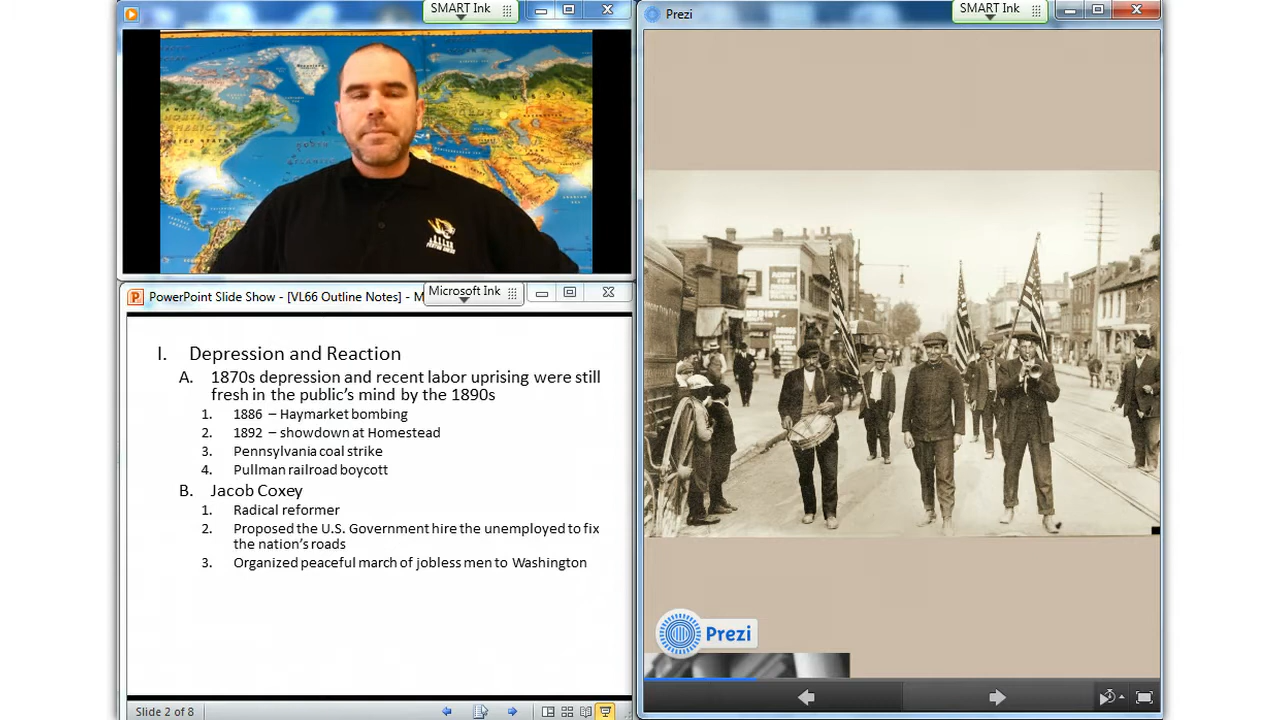 SMART Ink
PowerPoint Slide Show - [VL66 Outline Notes] - M
Microsoft Ink
I. Depression and Reaction
A. 1870s depression and recent labor uprising were still
fresh in the public's mind by the 1890s
1. 1886 – Haymarket bombing
2. 1892 – showdown at Homestead
3. Pennsylvania coal strike
4. Pullman railroad boycott
B. Jacob Coxey
1. Radical reformer
2. Proposed the U.S. Government hire the unemployed to fix
the nation's roads
3. Organized peaceful march of jobless men to Washington
Slide 2 of 8
Prezi
SMART Ink
Prezi